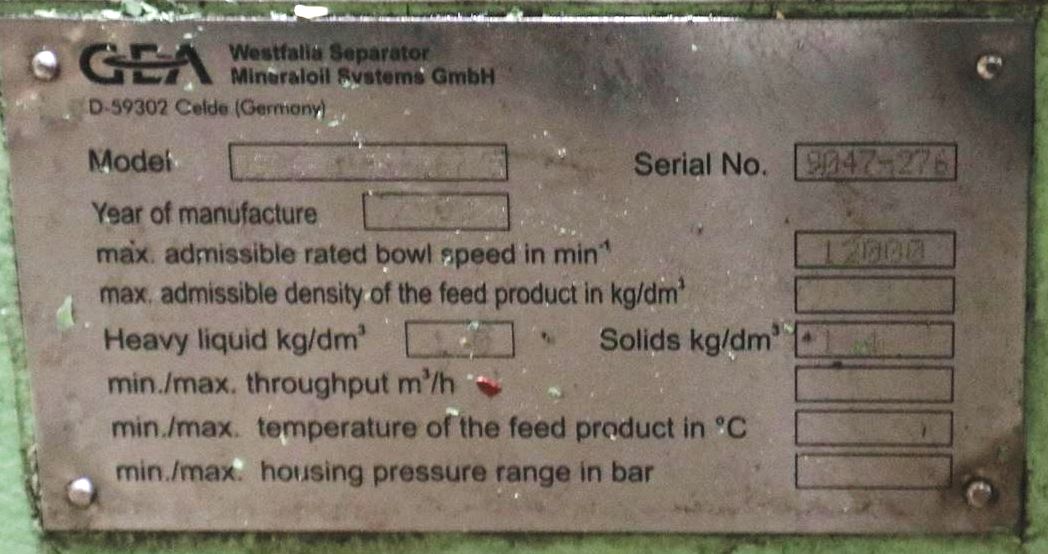 GEA Westfalia Separator
Mineraloil Systems GmbH
D-59302 Oelde (Germany)
Model Serial No. 9047-276
Year of manufacture
max. admissible rated bowl speed in min⁻¹ 12000
max. admissible density of the feed product in kg/dm³
Heavy liquid kg/dm³ Solids kg/dm³
min./max. throughput m³/h
min./max. temperature of the feed product in °C
min./max. housing pressure range in bar